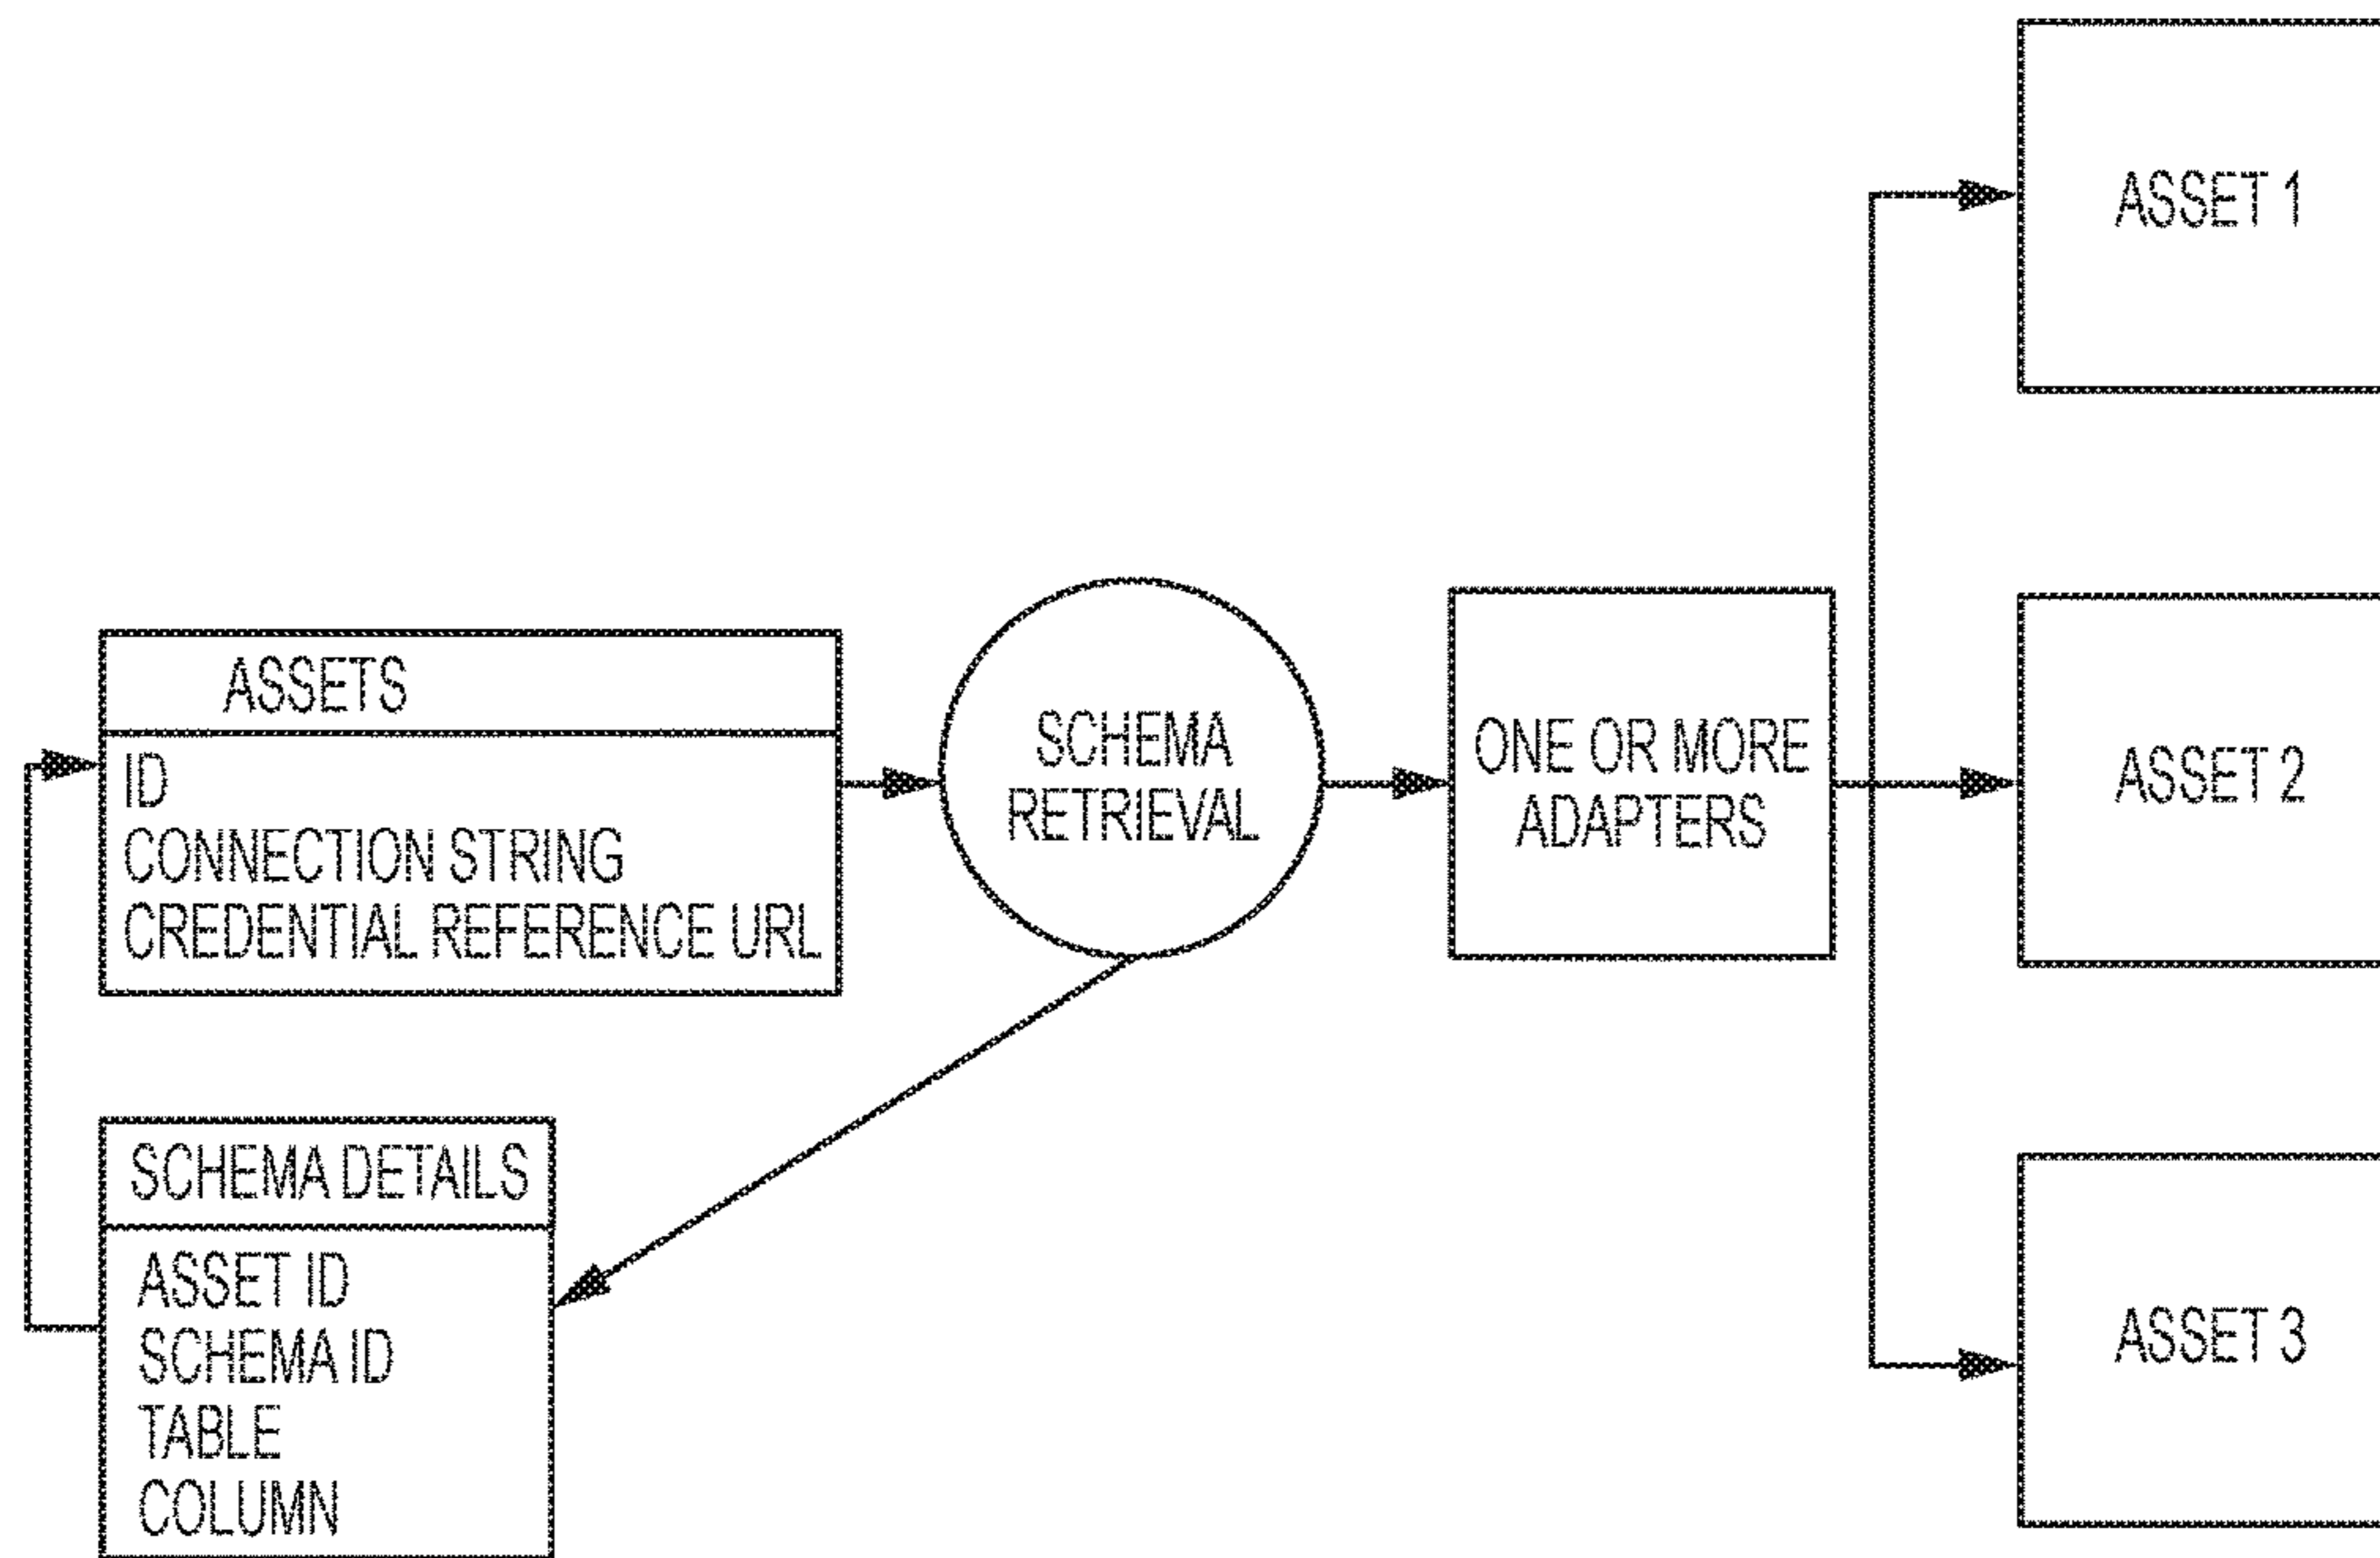 ASSETS
ID
CONNECTION STRING
CREDENTIAL REFERENCE URL
SCHEMA DETAILS
ASSET ID
SCHEMA ID
TABLE
COLUMN
SCHEMA
RETRIEVAL
ONE OR MORE
ADAPTERS
ASSET 1
ASSET 2
ASSET 3